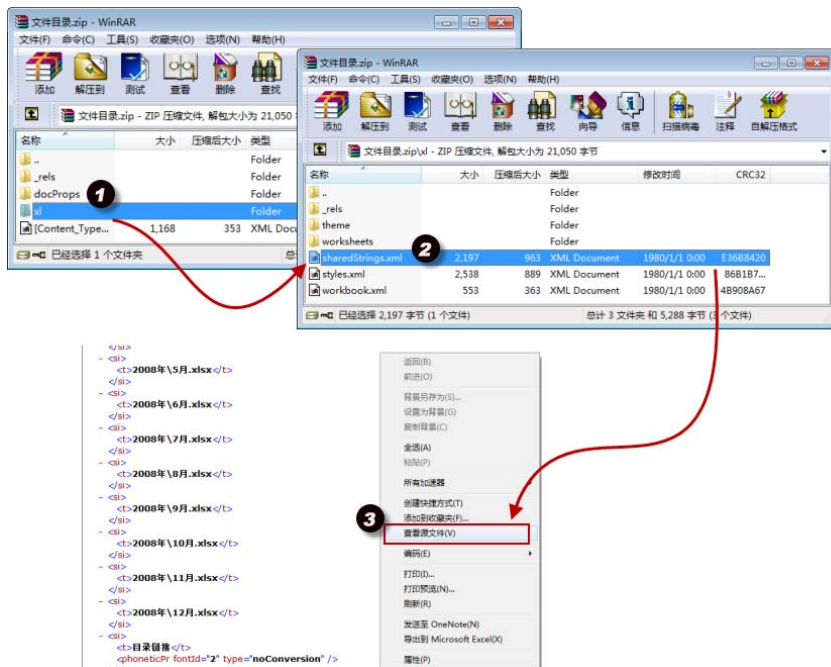 文件目录.zip - WinRAR
文件(F) 命令(C) 工具(S) 收藏夹(O) 选项(N) 帮助(H)
添加 解压到 测试 查看 删除 查找
文件目录.zip - ZIP 压缩文件, 解包大小为 21,050
名称 大小 压缩后大小 类型
.. Folder
_rels Folder
docProps Folder
1
xl Folder
[Content_Type... 1,168 353 XML Docu
已经选择 1 个文件夹 总
文件目录.zip - WinRAR
文件(F) 命令(C) 工具(S) 收藏夹(O) 选项(N) 帮助(H)
添加 解压到 测试 查看 删除 查找 向导 信息 扫描病毒 注释 自解压格式
文件目录.zip\xl - ZIP 压缩文件, 解包大小为 21,050 字节
名称 大小 压缩后大小 类型 修改时间 CRC32
.. Folder
_rels Folder
theme Folder
worksheets Folder
2
sharedStrings.xml 2,197 963 XML Document 1980/1/1 0:00 E36B8420
styles.xml 2,538 889 XML Document 1980/1/1 0:00 86B1B7...
workbook.xml 553 363 XML Document 1980/1/1 0:00 4B908A67
已经选择 2,197 字节 (1 个文件) 总计 3 文件夹 和 5,288 字节 (3 个文件)
</si>
- <si>
<t>2008年\5月.xlsx</t>
</si>
- <si>
<t>2008年\6月.xlsx</t>
</si>
- <si>
<t>2008年\7月.xlsx</t>
</si>
- <si>
<t>2008年\8月.xlsx</t>
</si>
- <si>
<t>2008年\9月.xlsx</t>
</si>
- <si>
<t>2008年\10月.xlsx</t>
</si>
- <si>
<t>2008年\11月.xlsx</t>
</si>
- <si>
<t>2008年\12月.xlsx</t>
</si>
- <si>
<t>目录链接</t>
<phoneticPr fontId="2" type="noConversion" />
返回(B)
前进(O)
背景另存为(S)...
设置为背景(G)
复制背景(C)
全选(A)
粘贴(P)
所有加速器
创建快捷方式(T)
添加到收藏夹(F)...
3
查看源文件(V)
编码(E)
打印(I)...
打印预览(N)...
刷新(R)
发送至 OneNote(N)
导出到 Microsoft Excel(X)
属性(P)